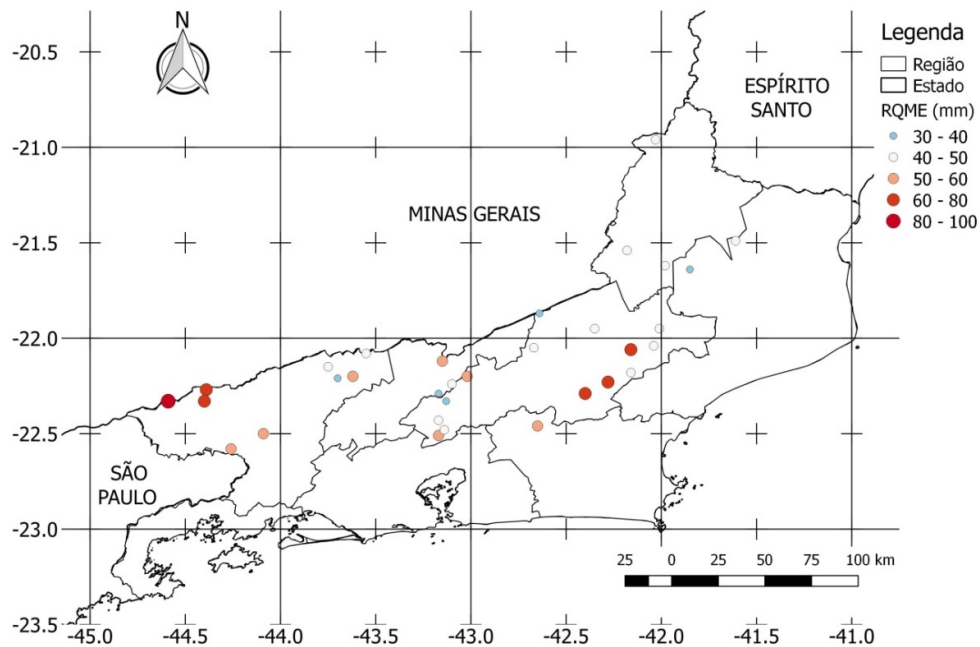 N
Legenda
Região
Estado
RQME (mm)
30 - 40
40 - 50
50 - 60
60 - 80
80 - 100
ESPÍRITO
SANTO
MINAS GERAIS
SÃO
PAULO
-20.5
-21.0
-21.5
-22.0
-22.5
-23.0
-23.5
25 0 25 50 75 100 km
-45.0 -44.5 -44.0 -43.5 -43.0 -42.5 -42.0 -41.5 -41.0